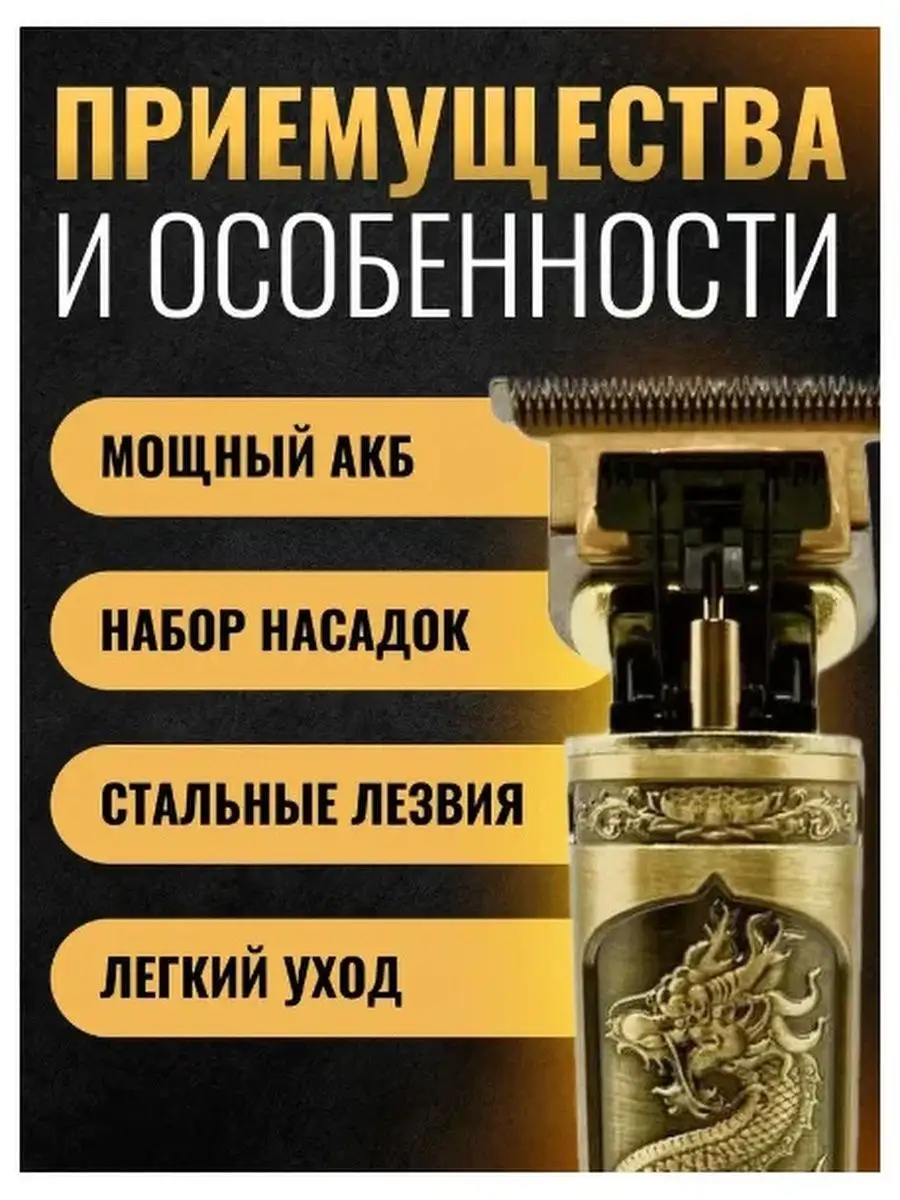 ПРИЕМУЩЕСТВА
И ОСОБЕННОСТИ
МОЩНЫЙ АКБ
НАБОР НАСАДОК
СТАЛЬНЫЕ ЛЕЗВИЯ
ЛЕГКИЙ УХОД